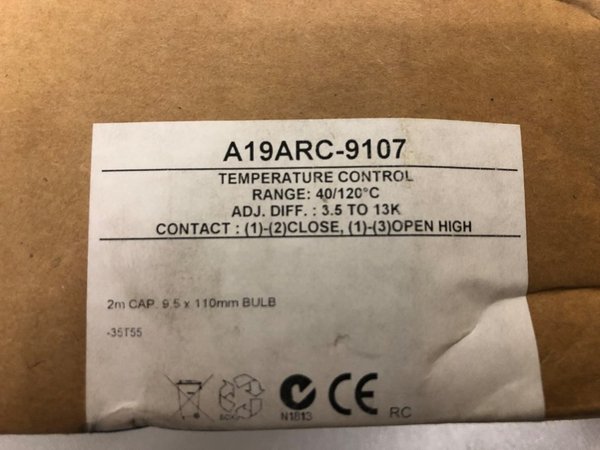 A19ARC-9107
TEMPERATURE CONTROL
RANGE: 40/120°C
ADJ. DIFF. : 3.5 TO 13K
CONTACT : (1)-(2)CLOSE, (1)-(3)OPEN HIGH
2m CAP. 9.5 x 110mm BULB
-35T55
N1813
CE
RC